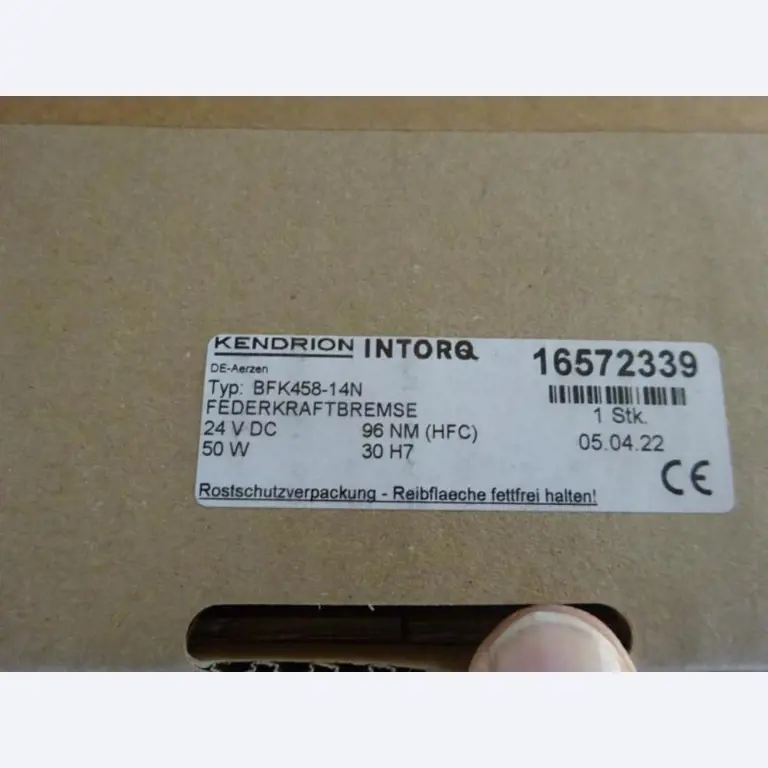 KENDRION INTORQ
16572339
DE-Aerzen
Typ: BFK458-14N
FEDERKRAFTBREMSE
1 Stk.
24 V DC 96 NM (HFC)
05.04.22
50 W 30 H7
CE
Rostschutzverpackung - Reibflaeche fettfrei halten!